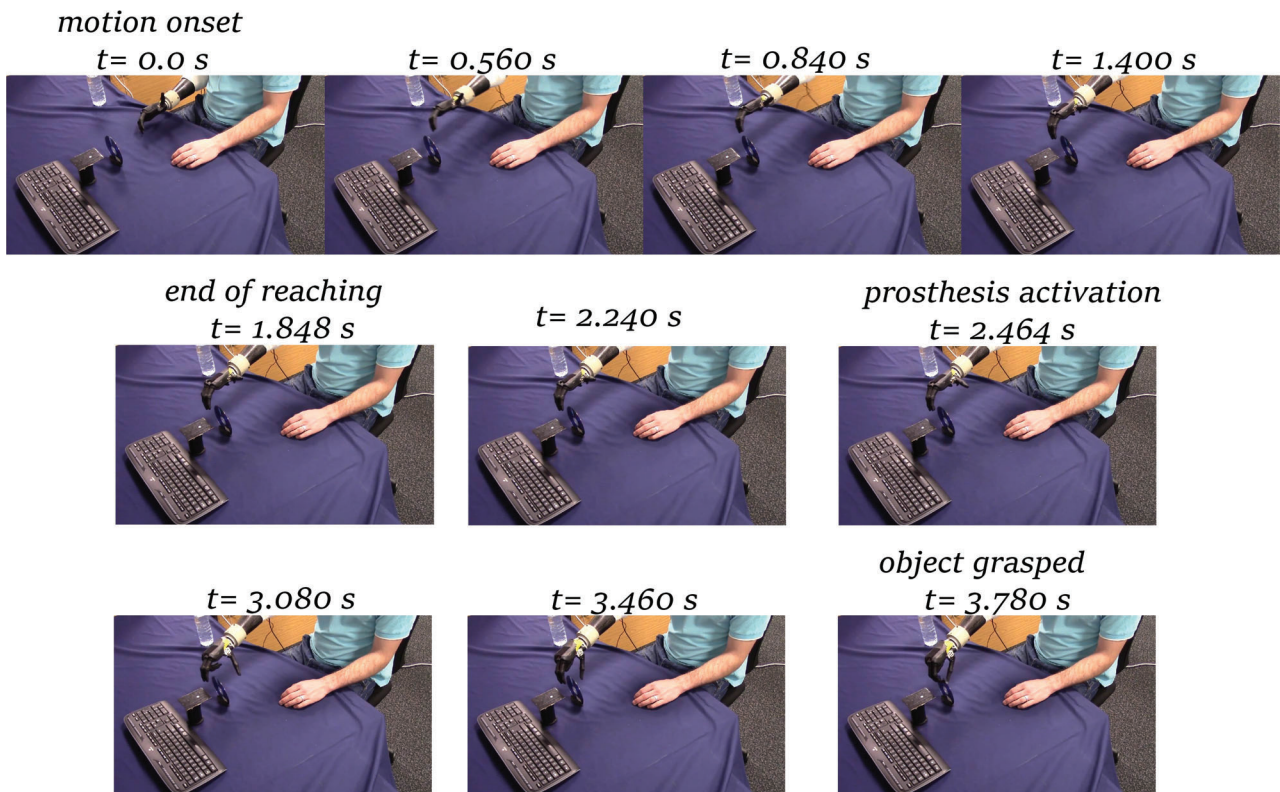 motion onset
t= 0.0 s
t= 0.560 s
t= 0.840 s
t= 1.400 s
end of reaching
t= 1.848 s
t= 2.240 s
prosthesis activation
t= 2.464 s
t= 3.080 s
t= 3.460 s
object grasped
t= 3.780 s